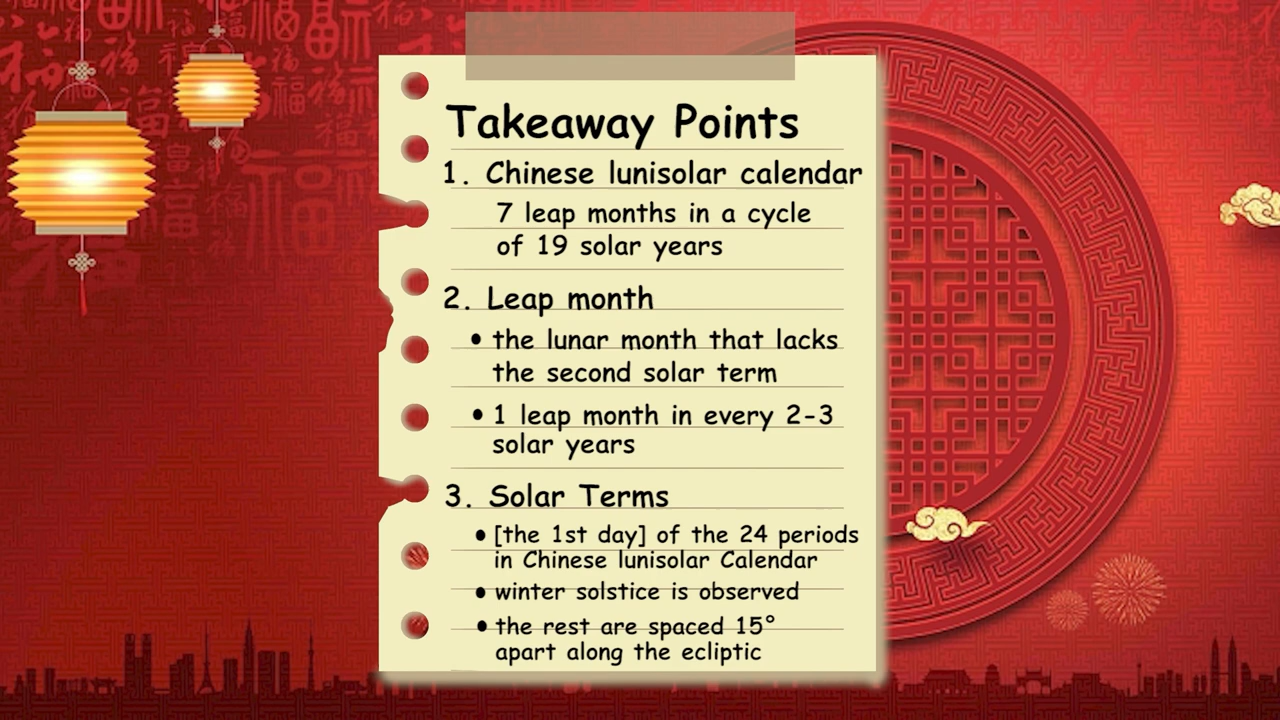 Takeaway Points
1. Chinese lunisolar calendar
7 leap months in a cycle
of 19 solar years
2. Leap month
• the lunar month that lacks
the second solar term
• 1 leap month in every 2-3
solar years
3. Solar Terms
• [the 1st day] of the 24 periods
in Chinese lunisolar Calendar
• winter solstice is observed
• the rest are spaced 15°
apart along the ecliptic